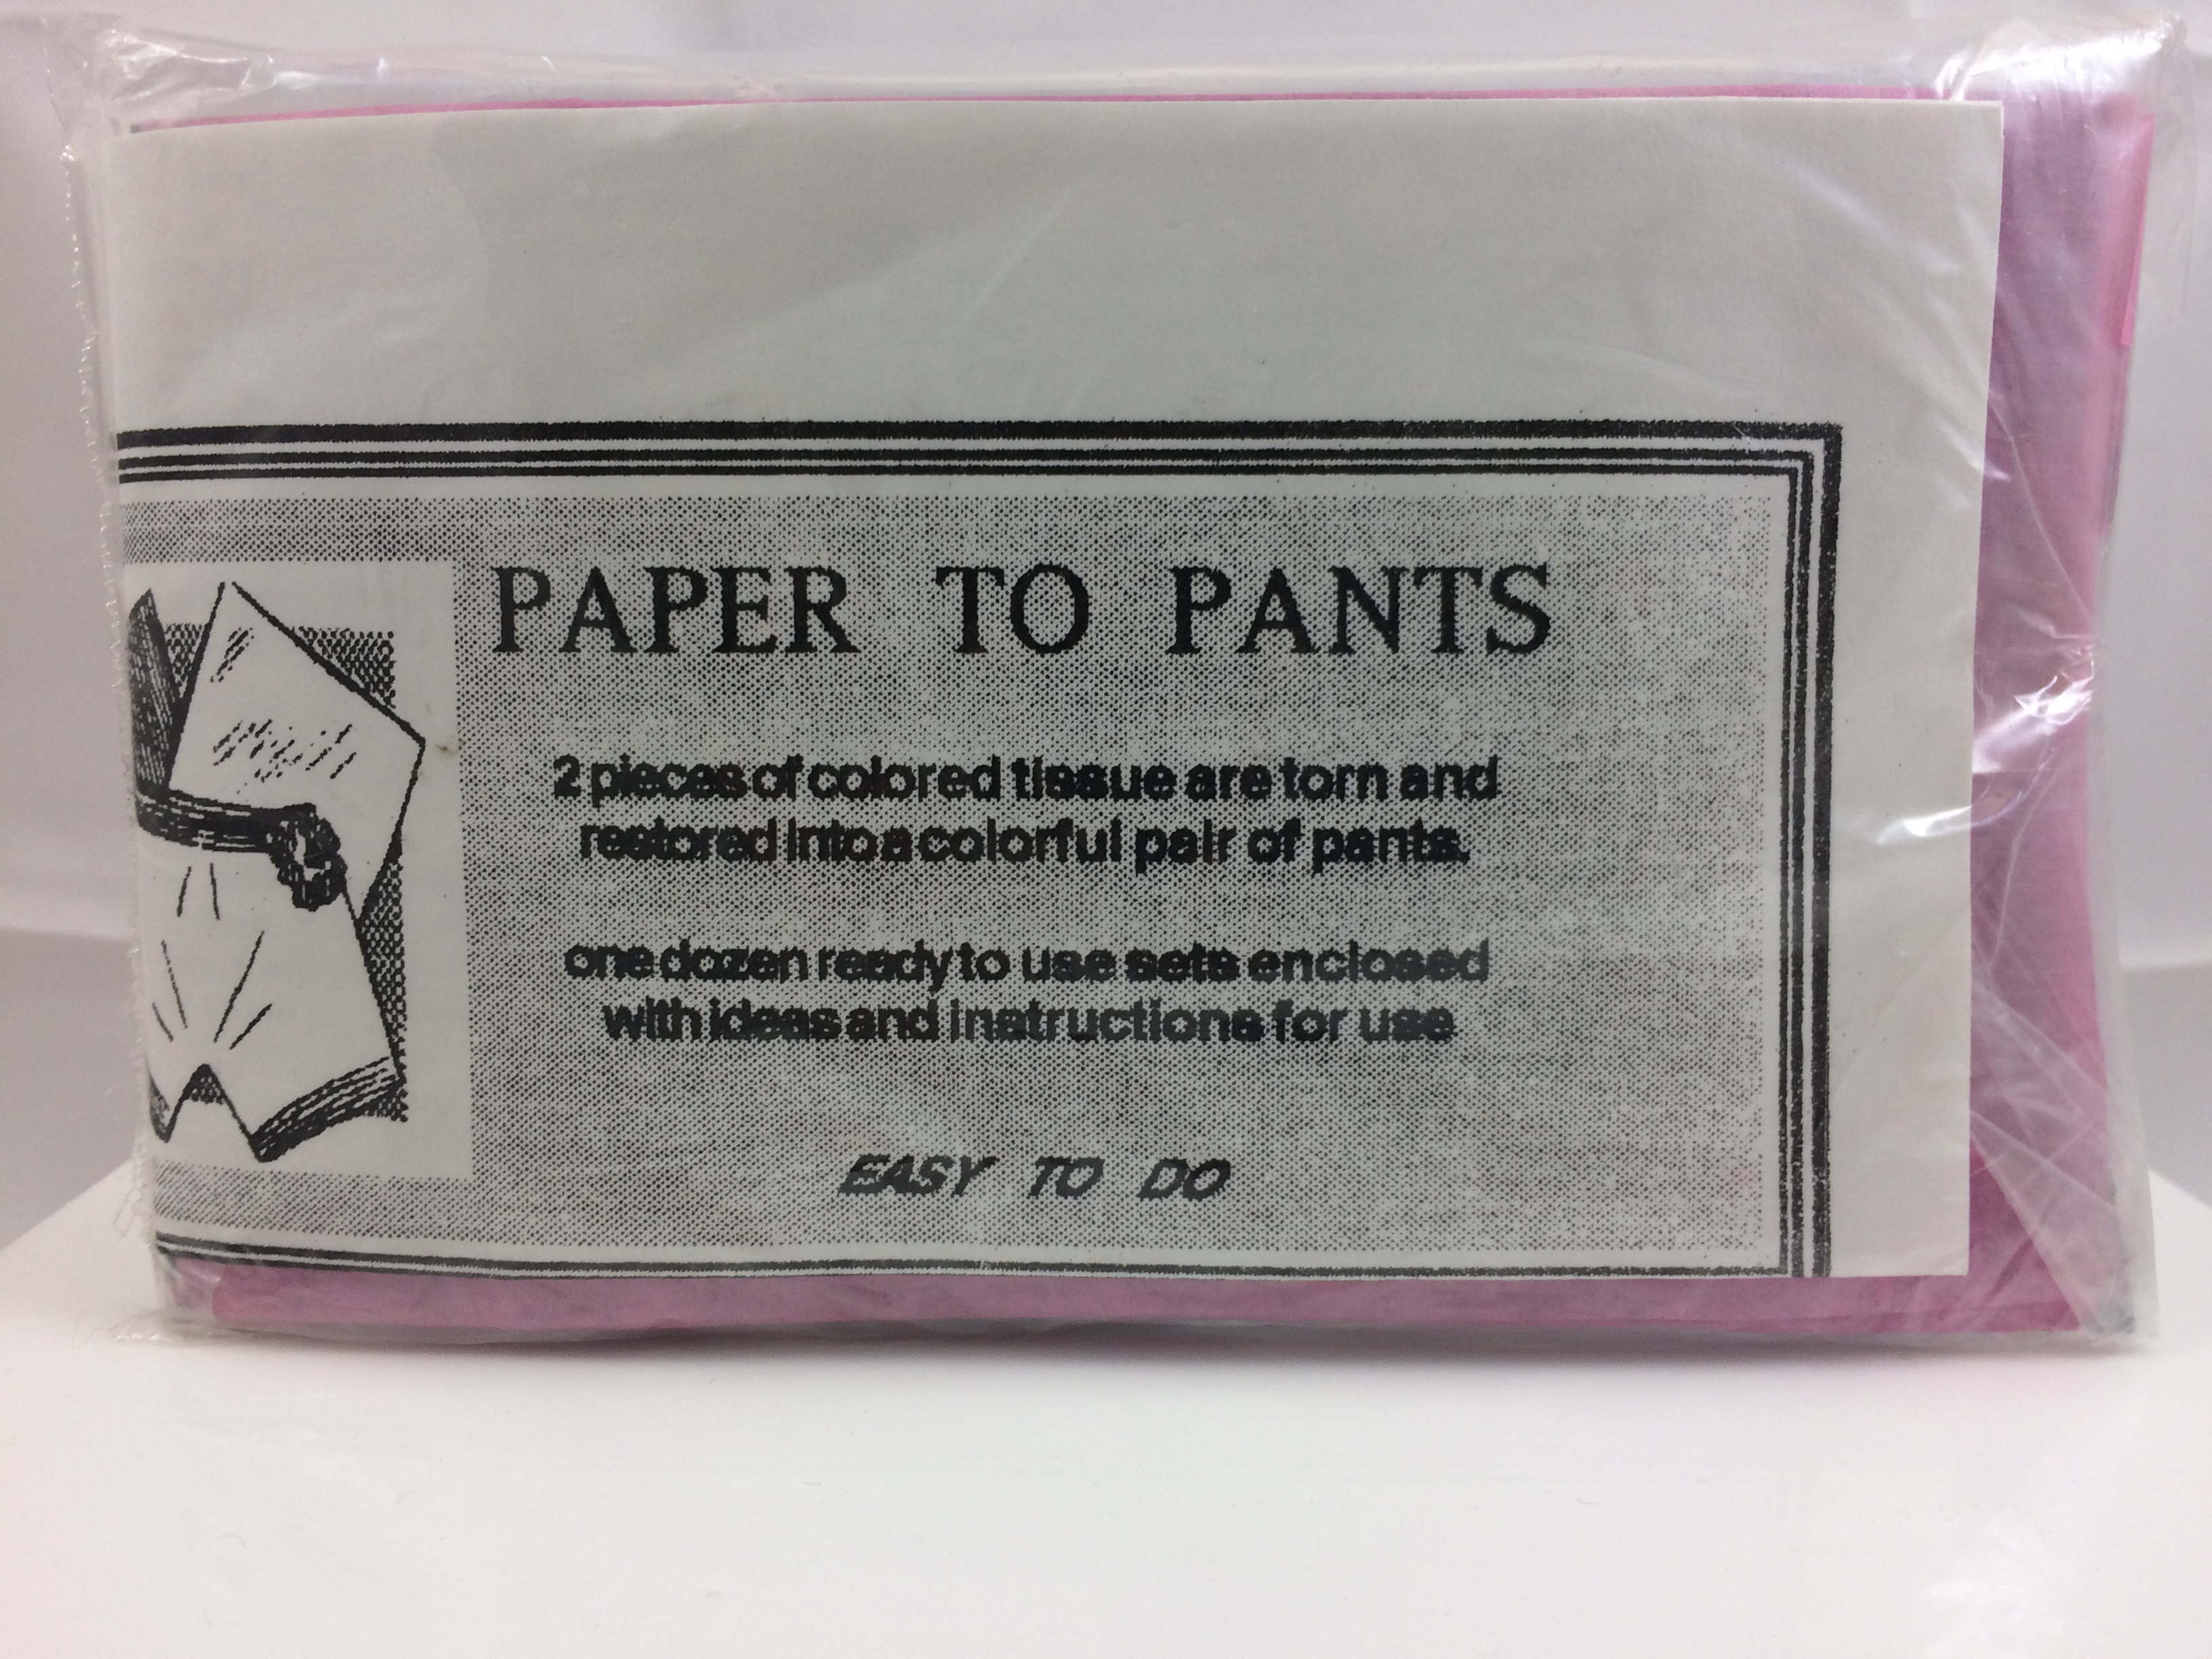 PAPER TO PANTS
2 pieces of colored tissue are torn and
restored into a colorful pair of pants.
one dozen ready to use sets enclosed
with ideas and instructions for use
EASY TO DO